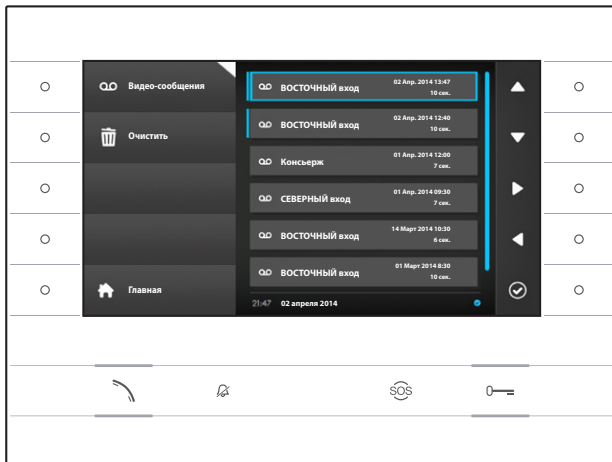 Видео-сообщения
Очистить
Главная
ВОСТОЧНЫЙ вход 02 Апр. 2014 13:47
10 сек.
ВОСТОЧНЫЙ вход 02 Апр. 2014 12:40
10 сек.
Консьерж 01 Апр. 2014 12:00
7 сек.
СЕВЕРНЫЙ вход 01 Апр. 2014 09:30
7 сек.
ВОСТОЧНЫЙ вход 14 Март 2014 10:30
6 сек.
ВОСТОЧНЫЙ вход 01 Март 2014 8:30
10 сек.
21:47 02 апреля 2014
SOS